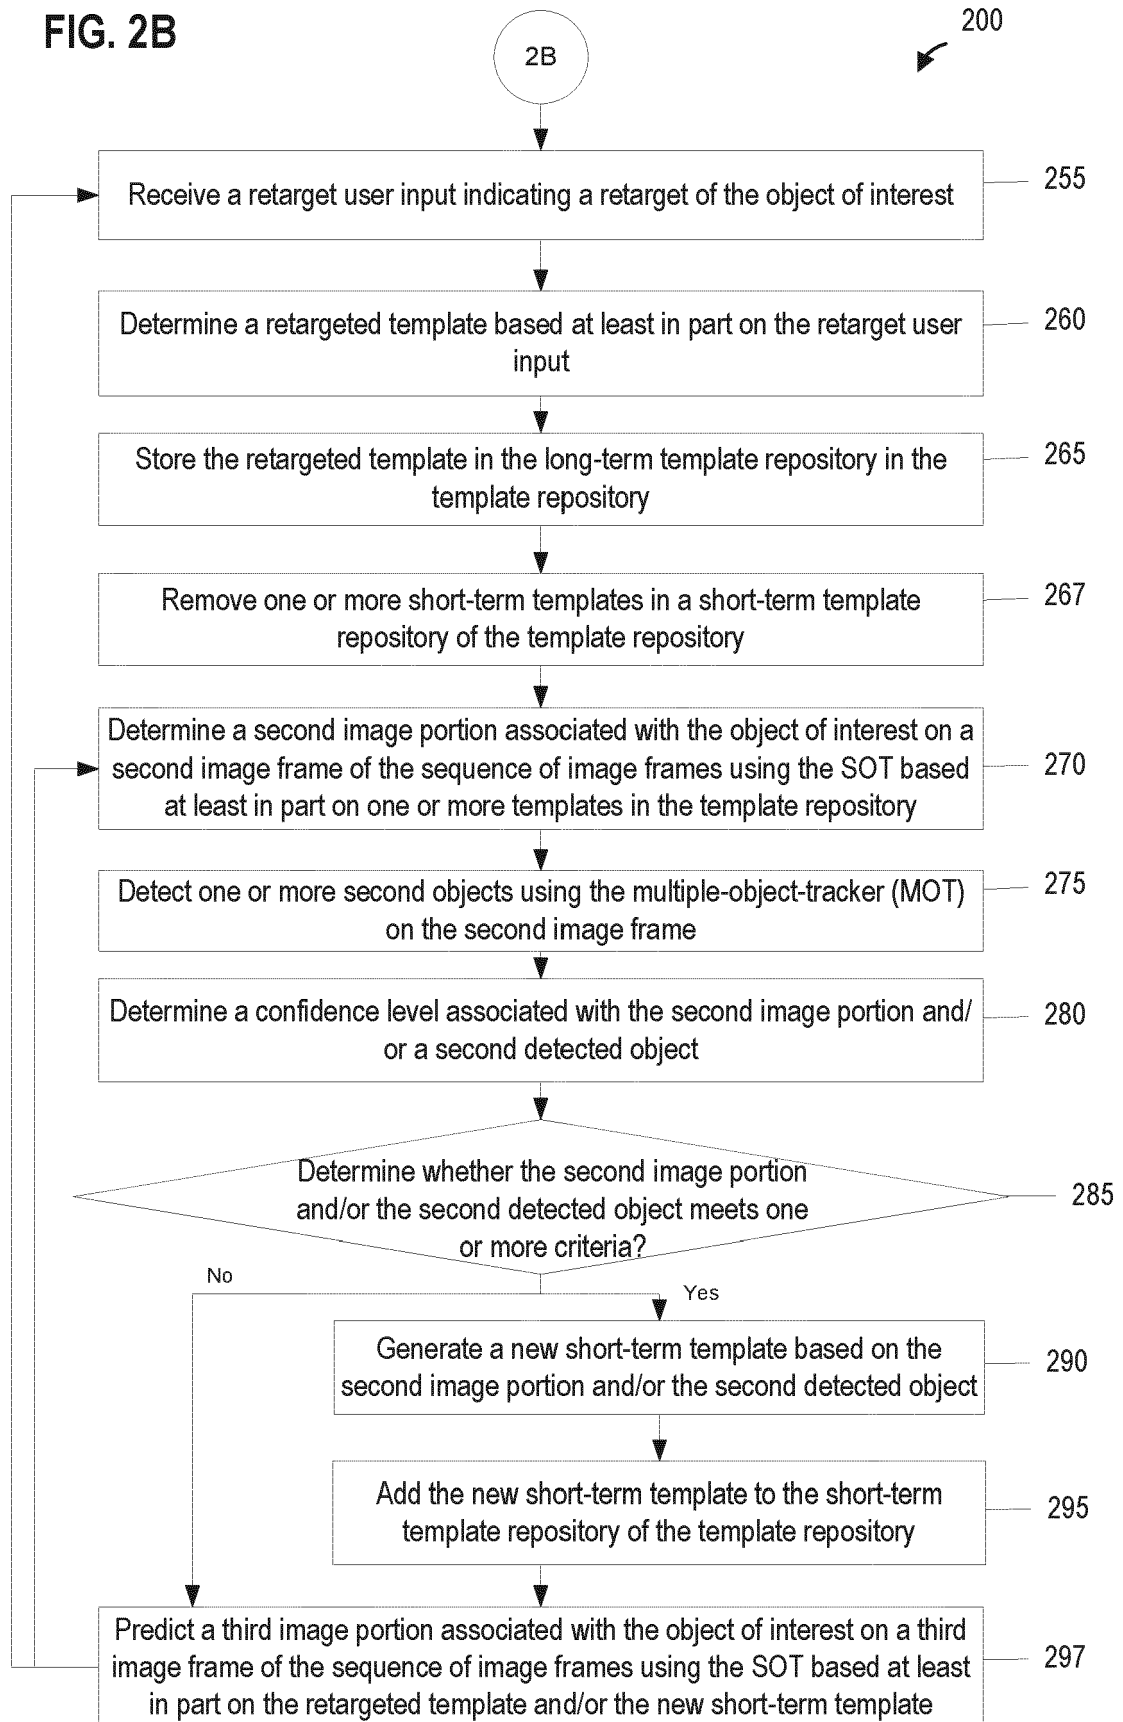 FIG. 2B
200
2B
Receive a retarget user input indicating a retarget of the object of interest
255
Determine a retargeted template based at least in part on the retarget user
input
260
Store the retargeted template in the long-term template repository in the
template repository
265
Remove one or more short-term templates in a short-term template
repository of the template repository
267
Determine a second image portion associated with the object of interest on a
second image frame of the sequence of image frames using the SOT based
at least in part on one or more templates in the template repository
270
Detect one or more second objects using the multiple-object-tracker (MOT)
on the second image frame
275
Determine a confidence level associated with the second image portion and/
or a second detected object
280
Determine whether the second image portion
and/or the second detected object meets one
or more criteria?
285
No
Yes
Generate a new short-term template based on the
second image portion and/or the second detected object
290
Add the new short-term template to the short-term
template repository of the template repository
295
Predict a third image portion associated with the object of interest on a third
image frame of the sequence of image frames using the SOT based at least
in part on the retargeted template and/or the new short-term template
297